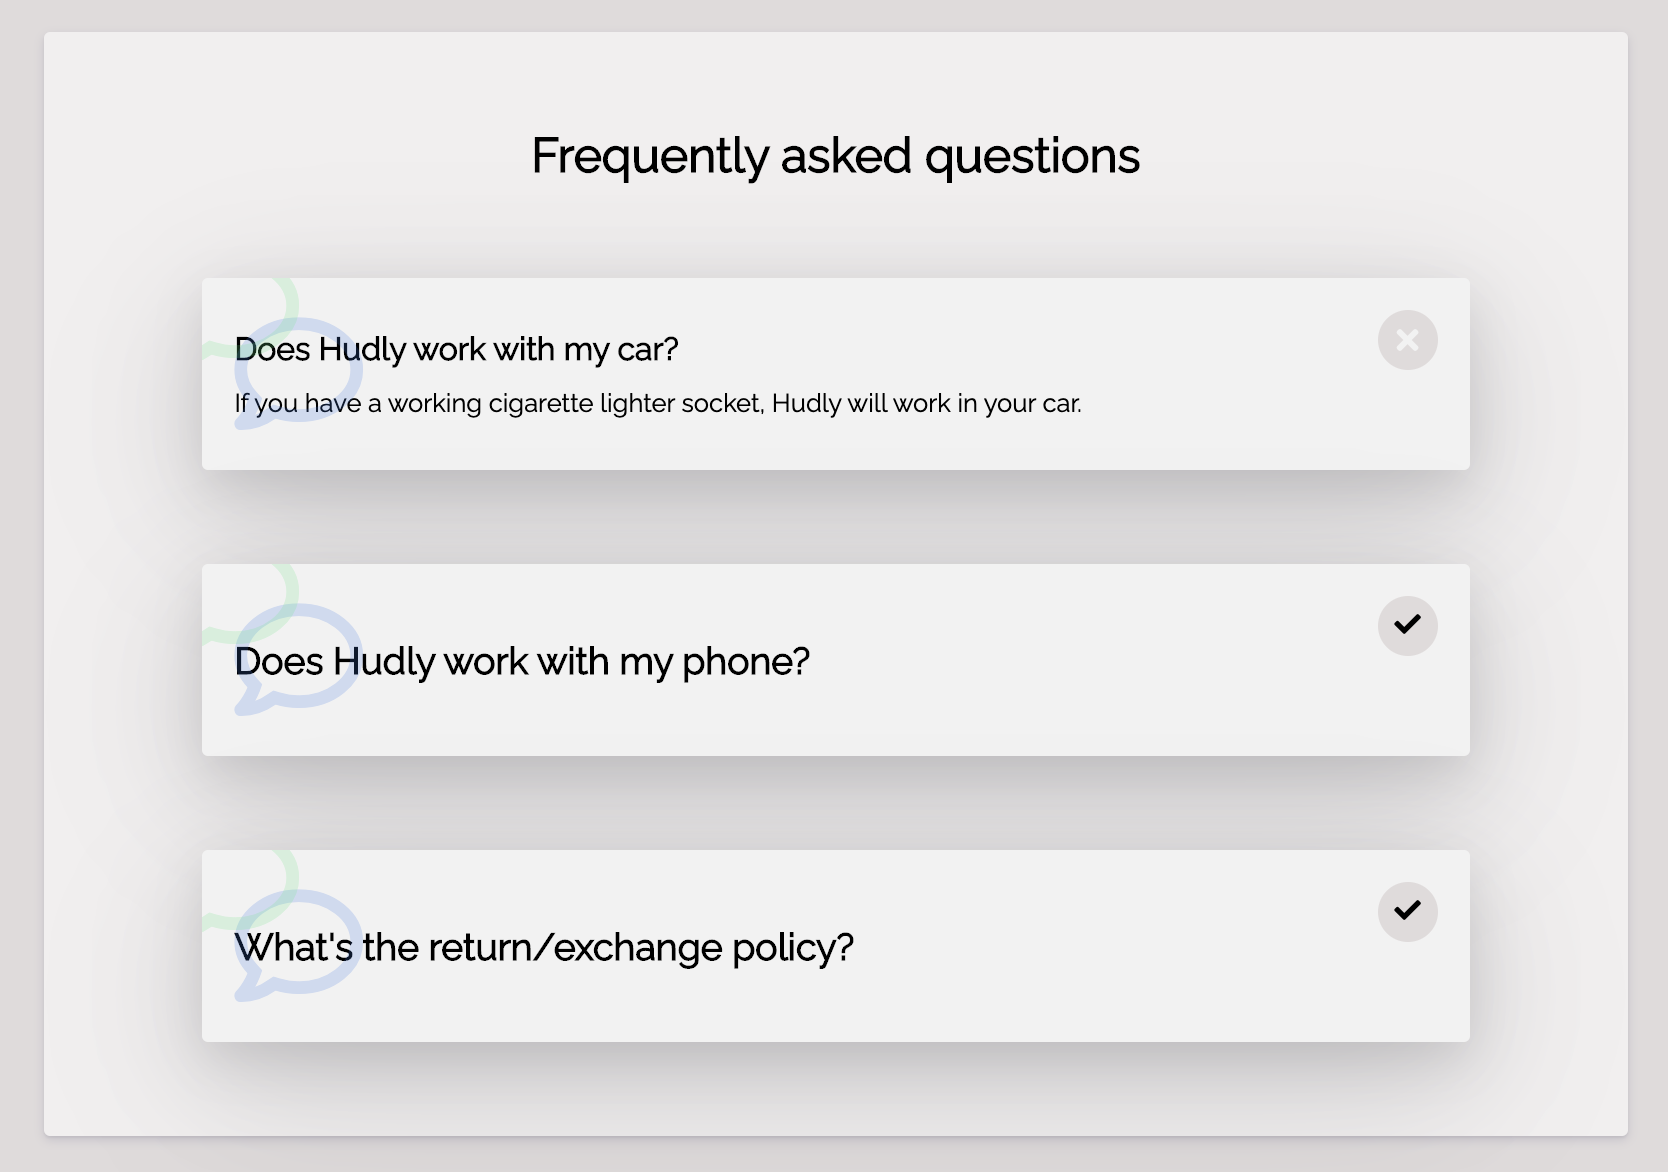 Frequently asked questions
Does Hudly work with my car?
If you have a working cigarette lighter socket, Hudly will work in your car.
Does Hudly work with my phone?
What's the return/exchange policy?